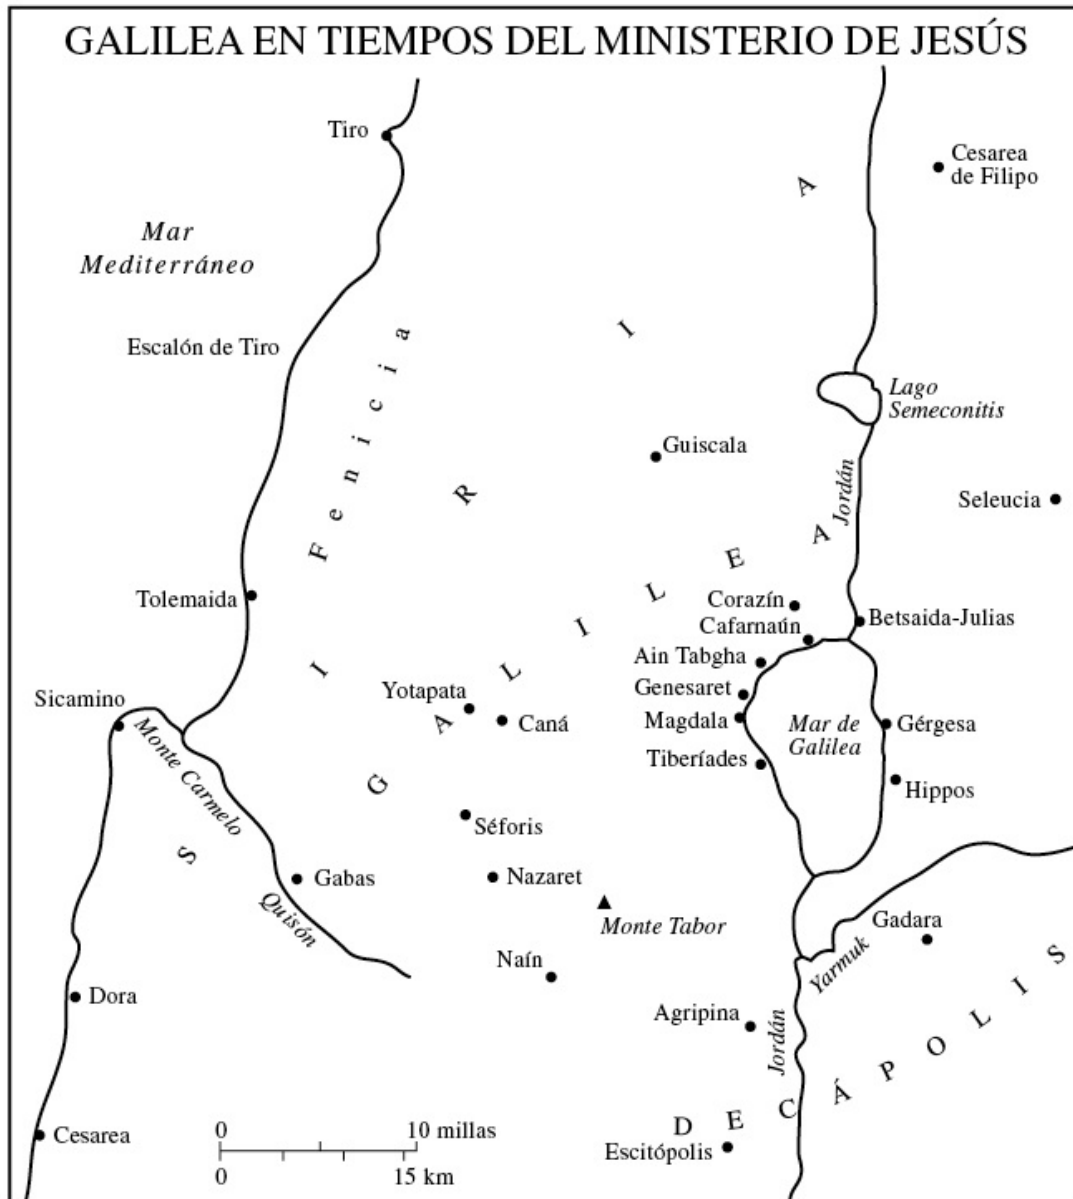 GALILEA EN TIEMPOS DEL MINISTERIO DE JESÚS
Tiro
Cesarea
de Filipo
Mar
Mediterráneo
Escalón de Tiro
Fenicia
SIRIA
Lago
Semeconitis
Guiscala
Jordán
Seleucia
GALILEA
Tolemaida
Corazín
Cafarnaún
Betsaida-Julias
Ain Tabgha
Genesaret
Magdala
Tiberíades
Mar de
Galilea
Gérgesa
Hippos
Yotapata
Caná
Sicamino
Monte Carmelo
Séforis
Gabas
Nazaret
Quisón
Monte Tabor
Gadara
Yarmuk
Naín
Dora
Agripina
Jordán
DECÁPOLIS
Escitópolis
Cesarea
0 10 millas
0 15 km